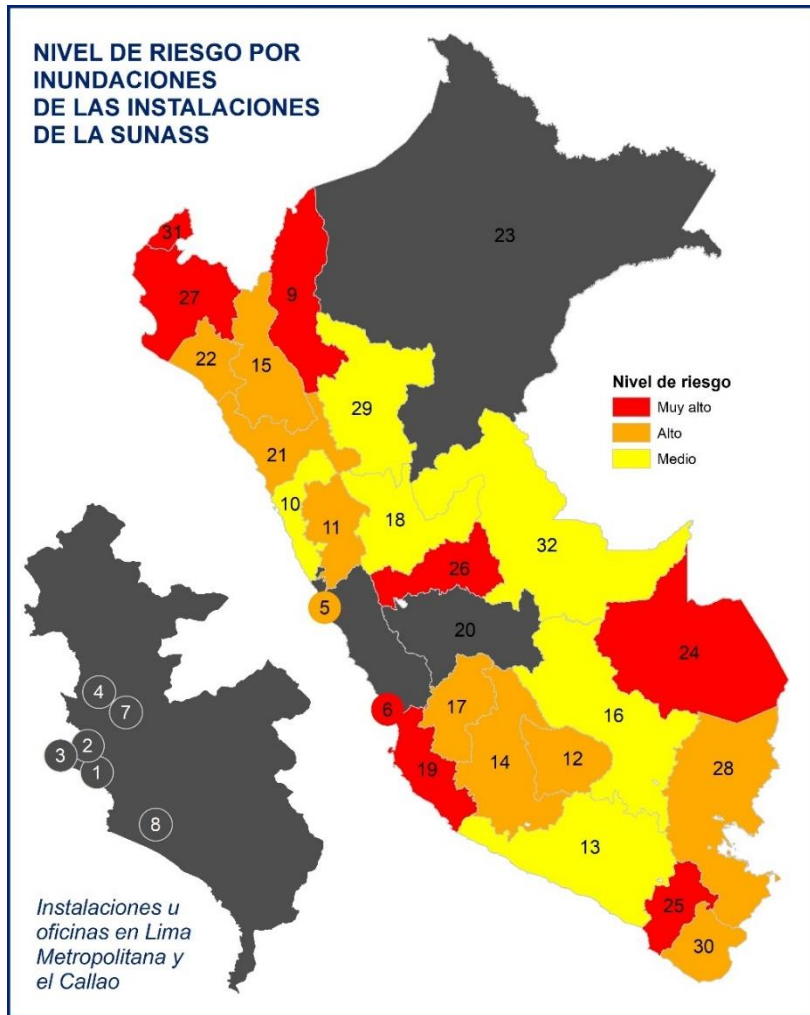 NIVEL DE RIESGO POR
INUNDACIONES
DE LAS INSTALACIONES
DE LA SUNASS
23
31
9
27
22
15
29
Nivel de riesgo
Muy alto
Alto
Medio
21
10
18
11
32
26
5
20
24
4
7
6
17
16
3
2
1
19
14
12
28
8
13
25
30
Instalaciones u
oficinas en Lima
Metropolitana y
el Callao